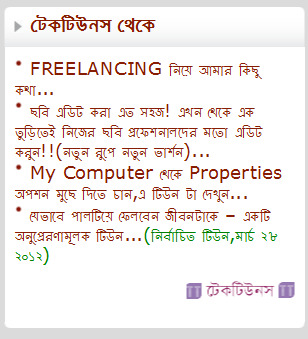 টেকটিউনস থেকে
• FREELANCING নিয়ে আমার কিছু
কথা...
• ছবি এডিট করা এত সহজ! এখন থেকে এক
তুড়িতেই নিজের ছবি প্রফেশনালদের মতো এডিট
করুন!!(নতুন রুপে নতুন ভার্শন)...
• My Computer থেকে Properties
অপশন মুছে দিতে চান,এ টিউন টা দেখুন...
• যেভাবে পালটিয়ে ফেলবেন জীবনটাকে – একটি
অনুপ্রেরণামূলক টিউন...(নির্বাচিত টিউন,মার্চ ২৮
২০১২)
টেকটিউনস